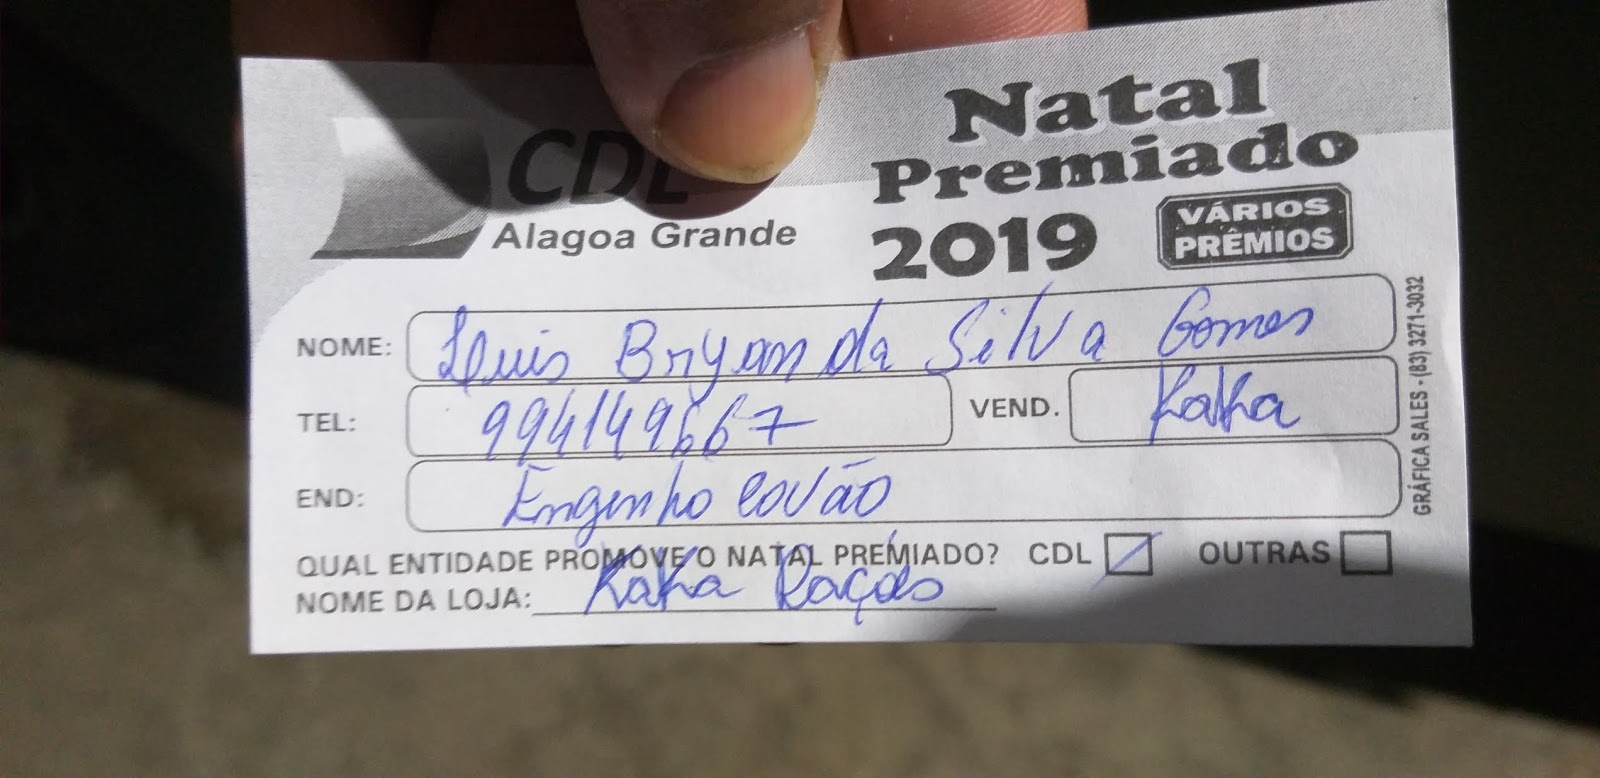 CDL
Alagoa Grande
Natal
Premiado
2019
VÁRIOS
PRÊMIOS
NOME: Luis Bryan da Silva Gomes
TEL: 994149667 VEND. KaKa
END: Engenho Covão
QUAL ENTIDADE PROMOVE O NATAL PREMIADO? CDL OUTRAS
NOME DA LOJA: KaKa Rações
GRÁFICA SALES - (83) 3271-3032